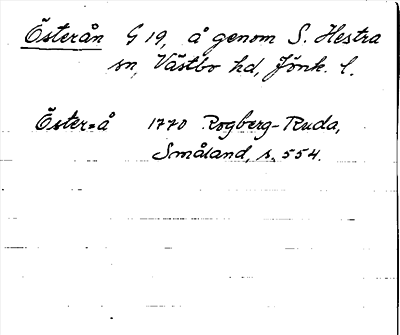 Österån G 19, å genom S. Hestra
sn, Västbo hd, Jönk. l.
Öster=å 1770 Rogberg-Ruda,
Småland, s. 554.